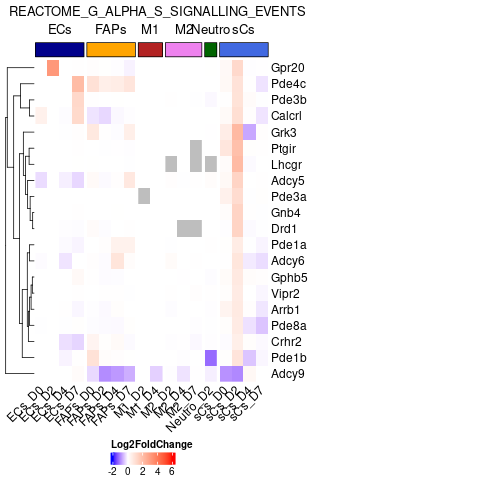 REACTOME_G_ALPHA_S_SIGNALLING_EVENTS
ECs FAPs M1 M2 Neutro sCs
Gpr20
Pde4c
Pde3b
Calcrl
Grk3
Ptgir
Lhcgr
Adcy5
Pde3a
Gnb4
Drd1
Pde1a
Adcy6
Gphb5
Vipr2
Arrb1
Pde8a
Crhr2
Pde1b
Adcy9
ECs_D0 ECs_D2 ECs_D4 ECs_D7 FAPs_D0 FAPs_D2 FAPs_D4 FAPs_D7 M1_D2 M1_D4 M2_D2 M2_D4 M2_D7 Neutro_D2 sCs_D0 sCs_D2 sCs_D4 sCs_D7
Log2FoldChange
-2 0 2 4 6